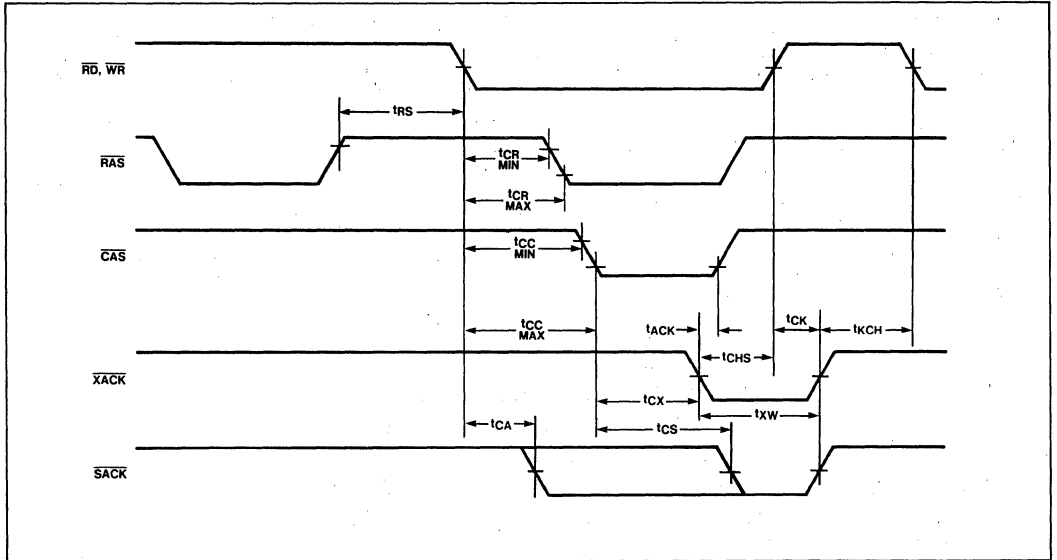 RD, WR
tRS
RAS
tCR
MIN
tCR
MAX
CAS
tCC
MIN
tCC
MAX
tACK
tCK
tKCH
tCHS
XACK
tCX
tXW
tCA
tCS
SACK